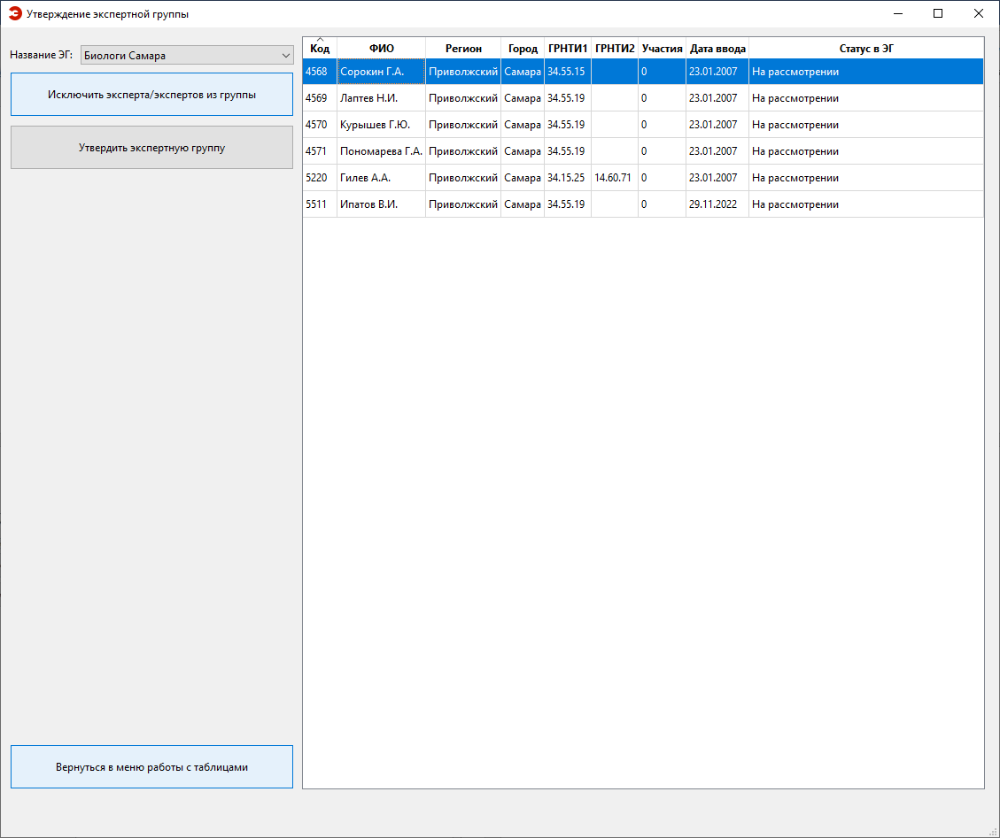 Э Утверждение экспертной группы
Название ЭГ: Биологи Самара
Исключить эксперта/экспертов из группы
Утвердить экспертную группу
Вернуться в меню работы с таблицами
Код ФИО Регион Город ГРНТИ1 ГРНТИ2 Участия Дата ввода Статус в ЭГ
4568 Сорокин Г.А. Приволжский Самара 34.55.15 0 23.01.2007 На рассмотрении
4569 Лаптев Н.И. Приволжский Самара 34.55.19 0 23.01.2007 На рассмотрении
4570 Курышев Г.Ю. Приволжский Самара 34.55.19 0 23.01.2007 На рассмотрении
4571 Пономарева Г.А. Приволжский Самара 34.55.19 0 23.01.2007 На рассмотрении
5220 Гилев А.А. Приволжский Самара 34.15.25 14.60.71 0 23.01.2007 На рассмотрении
5511 Ипатов В.И. Приволжский Самара 34.55.19 0 29.11.2022 На рассмотрении